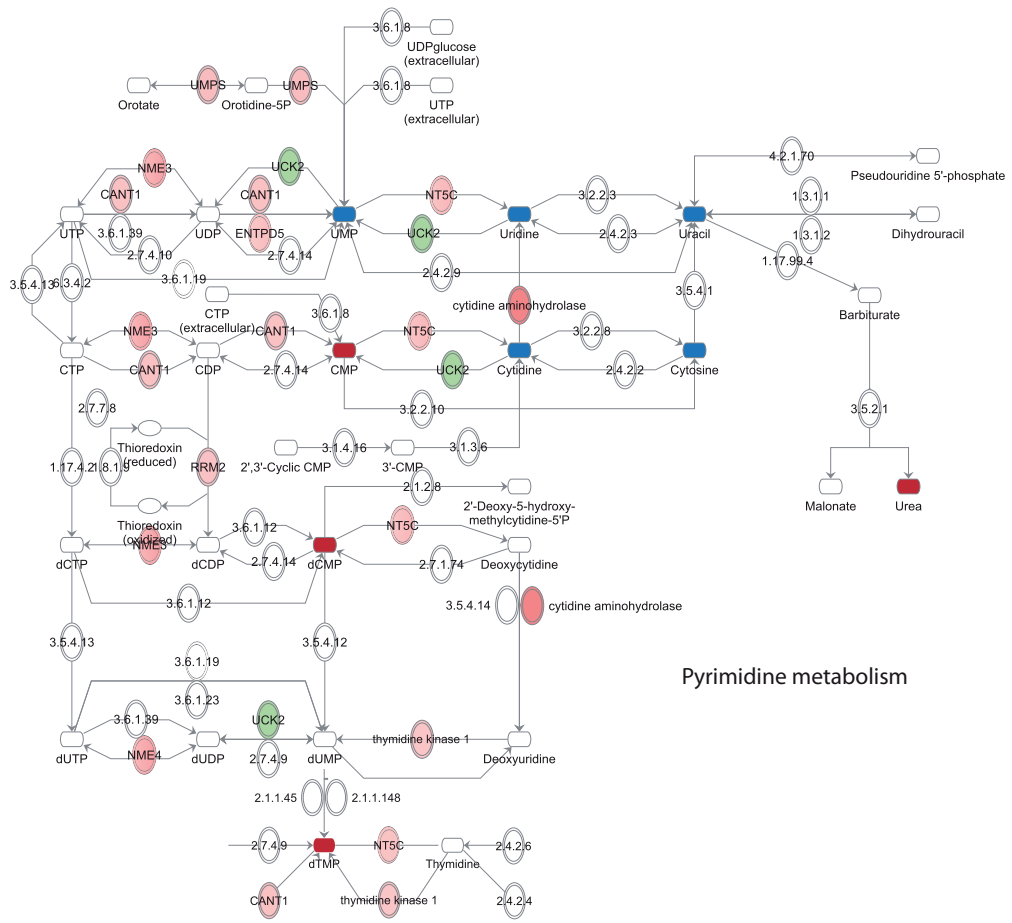 3.6.1.8
UDPglucose
(extracellular)
UMPS
UMPS
3.6.1.8
Orotate
Orotidine-5P
UTP
(extracellular)
NME3
UCK2
4.2.1.70
Pseudouridine 5'-phosphate
CANT1
CANT1
NT5C
3.2.2.3
1.3.1.1
UTP
3.6.1.39
UDP
ENTPD5
UMP
UCK2
Uridine
2.4.2.3
Uracil
1.3.1.2
Dihydrouracil
2.7.4.10
2.7.4.14
1.17.99.4
3.5.4.13
6.3.4.2
3.6.1.19
2.4.2.9
3.5.4.1
CTP
(extracellular)
3.6.1.8
cytidine aminohydrolase
Barbiturate
NME3
CANT1
NT5C
3.2.2.8
CTP
CANT1
CDP
2.7.4.14
CMP
UCK2
Cytidine
2.4.2.2
Cytosine
2.7.7.8
3.2.2.10
3.5.2.1
Thioredoxin
(reduced)
3.1.4.16
3.1.3.6
1.17.4.2
1.8.1.9
RRM2
2',3'-Cyclic CMP
3'-CMP
2.1.2.8
Malonate
Urea
2'-Deoxy-5-hydroxy-
methylcytidine-5'P
Thioredoxin
(oxidized)
3.6.1.12
NT5C
NME3
dCTP
dCDP
2.7.4.14
dCMP
2.7.1.74
Deoxycytidine
3.6.1.12
3.5.4.14
cytidine aminohydrolase
3.5.4.13
3.5.4.12
3.6.1.19
Pyrimidine metabolism
3.6.1.23
3.6.1.39
UCK2
thymidine kinase 1
dUTP
NME4
dUDP
2.7.4.9
dUMP
Deoxyuridine
2.1.1.45
2.1.1.148
2.7.4.9
NT5C
2.4.2.6
dTMP
Thymidine
CANT1
thymidine kinase 1
2.4.2.4